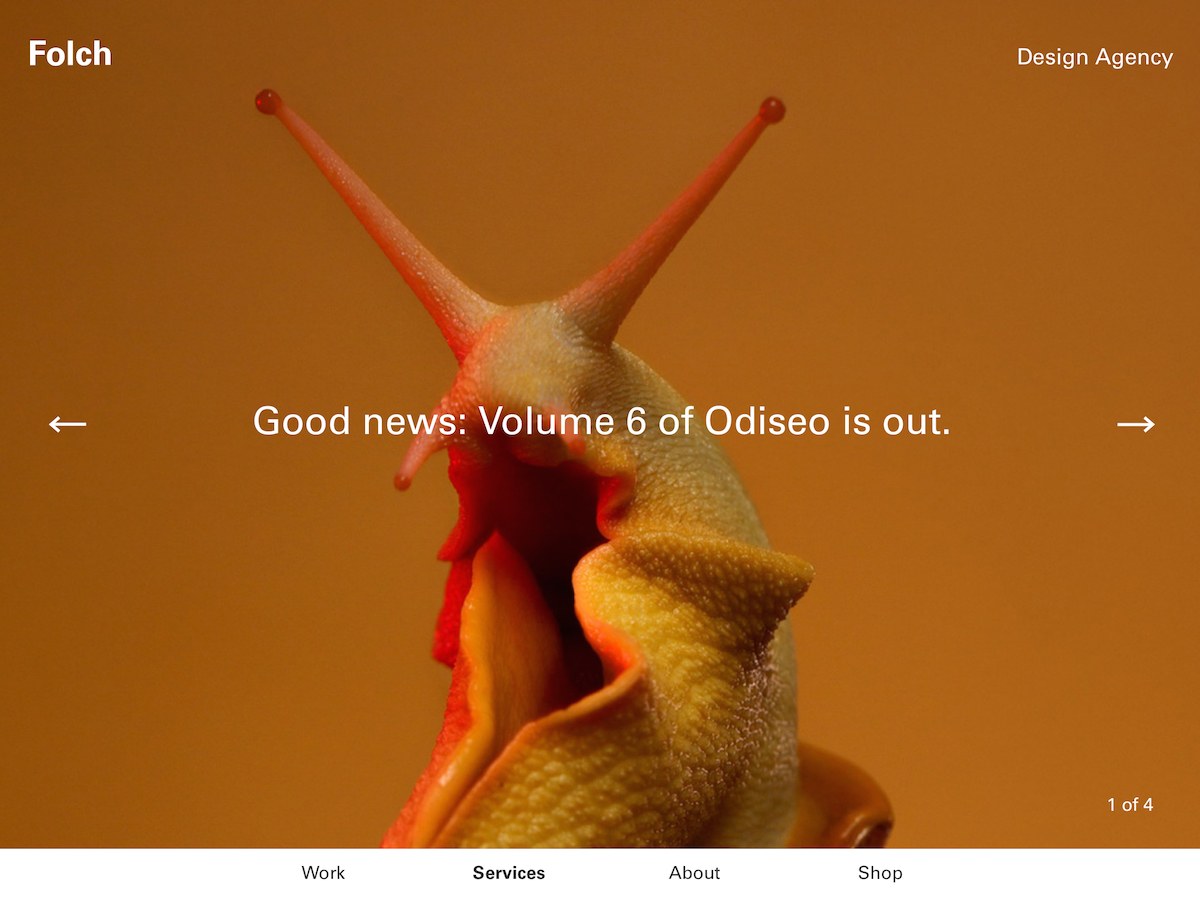 Folch
Design Agency
← Good news: Volume 6 of Odiseo is out. →
1 of 4
Work Services About Shop